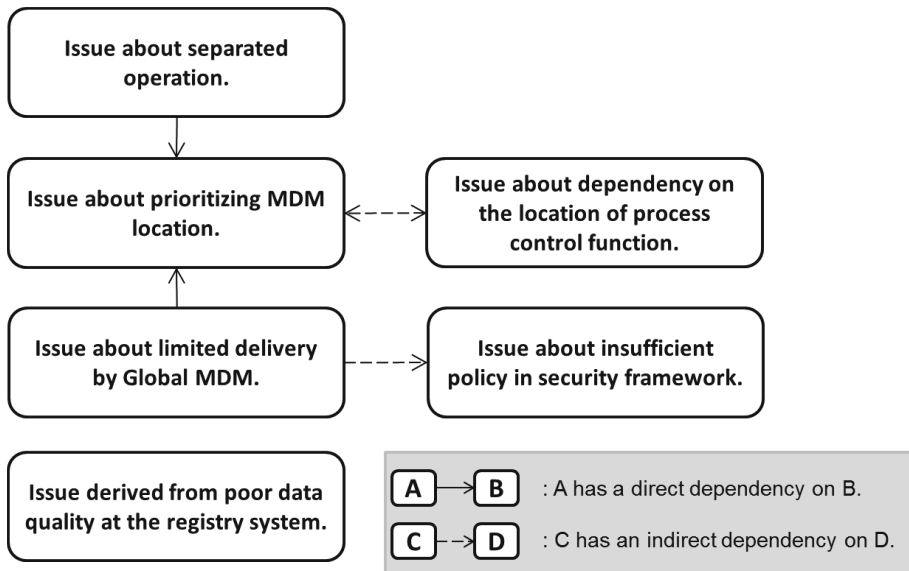 Issue about separated
operation.
Issue about prioritizing MDM
location.
Issue about dependency on
the location of process
control function.
Issue about limited delivery
by Global MDM.
Issue about insufficient
policy in security framework.
Issue derived from poor data
quality at the registry system.
A B : A has a direct dependency on B.
C D : C has an indirect dependency on D.